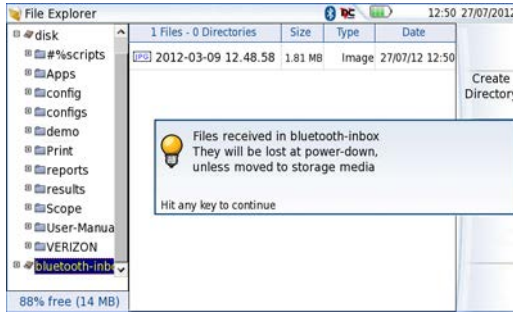 File Explorer
DC
12:50 27/07/2012
disk
#%scripts
Apps
config
configs
demo
Print
reports
results
Scope
User-Manua
VERIZON
bluetooth-inb
88% free (14 MB)
1 Files - 0 Directories Size Type Date
JPG 2012-03-09 12.48.58 1.81 MB Image 27/07/12 12:50
Files received in bluetooth-inbox
They will be lost at power-down,
unless moved to storage media
Hit any key to continue
Create
Directory